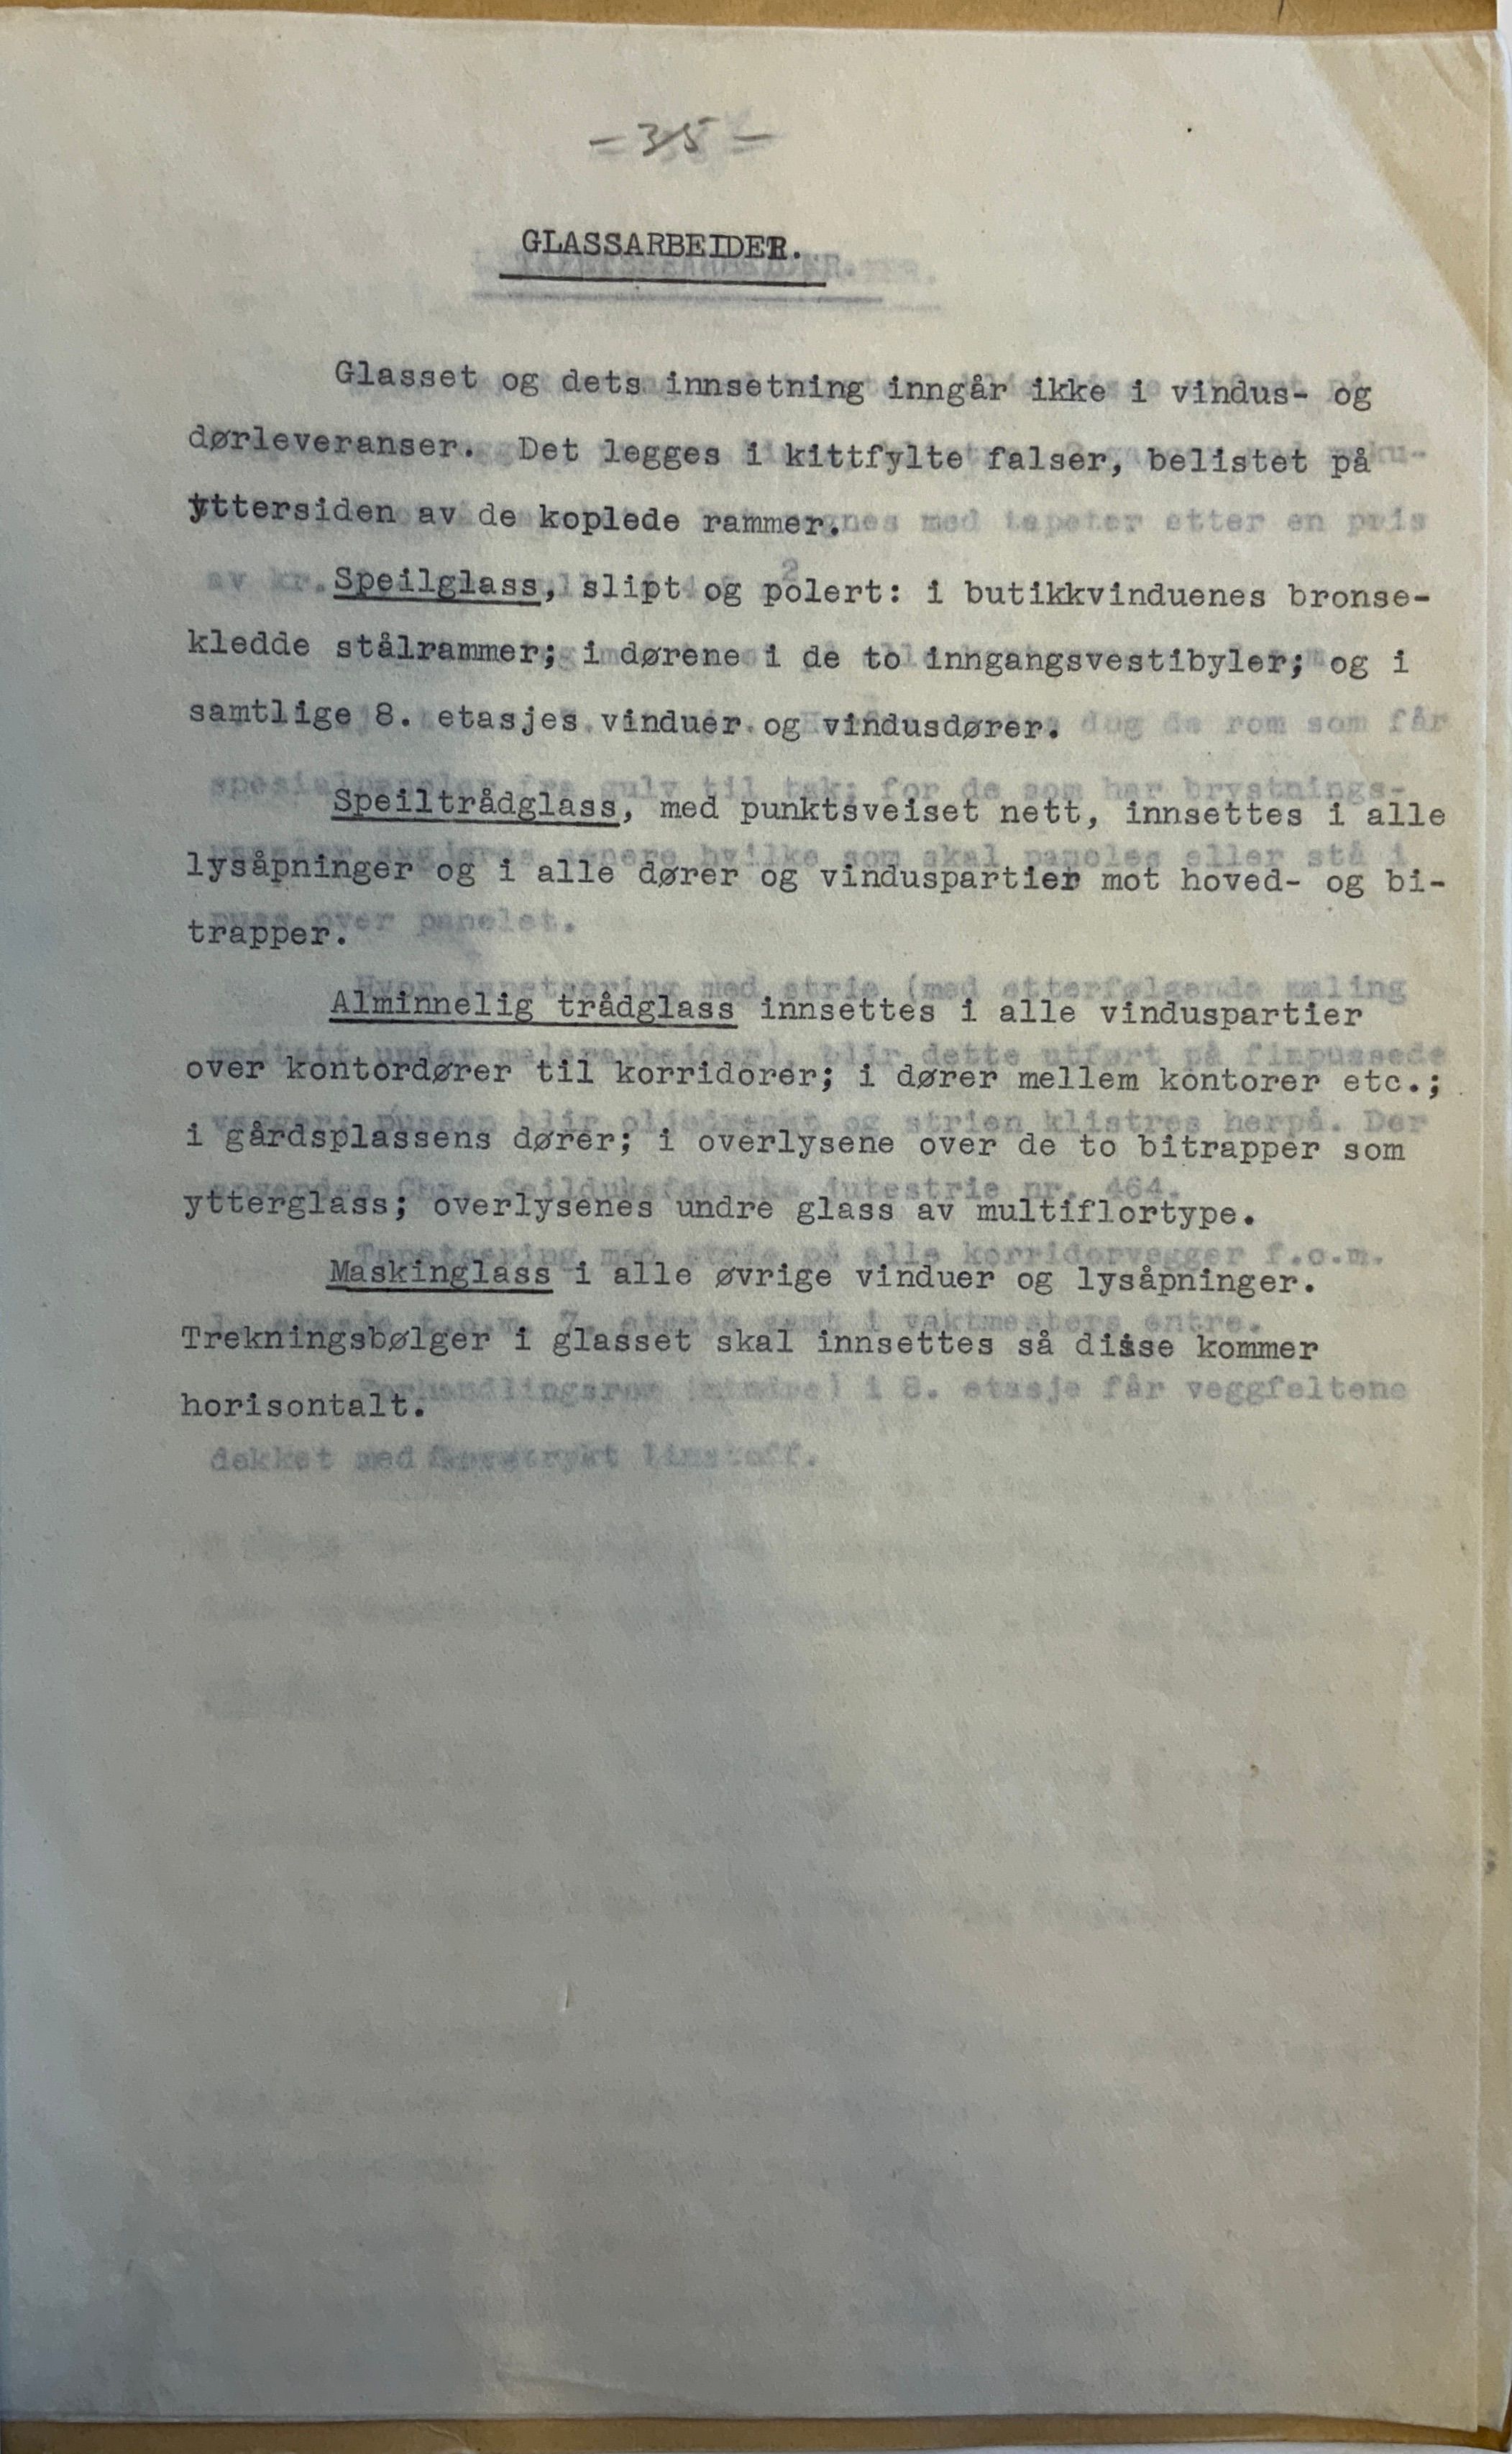 -35-
GLASSARBEIDER.
Glasset og dets innsetning inngår ikke i vindus- og
dørleveranser. Det legges i kittfylte falser, belistet på
yttersiden av de koplede rammer.
Speilglass, slipt og polert: i butikkvinduenes bronse-
kledde stålrammer; i dørene i de to inngangsvestibyler; og i
samtlige 8. etasjes vinduer og vindusdører.
Speiltrådglass, med punktsveiset nett, innsettes i alle
lysåpninger og i alle dører og vinduspartier mot hoved- og bi-
trapper.
Alminnelig trådglass innsettes i alle vinduspartier
over kontordører til korridorer; i dører mellem kontorer etc.;
i gårdsplassens dører; i overlysene over de to bitrapper som
ytterglass; overlysenes undre glass av multiflortype.
Maskinglass i alle øvrige vinduer og lysåpninger.
Trekningsbølger i glasset skal innsettes så disse kommer
horisontalt.